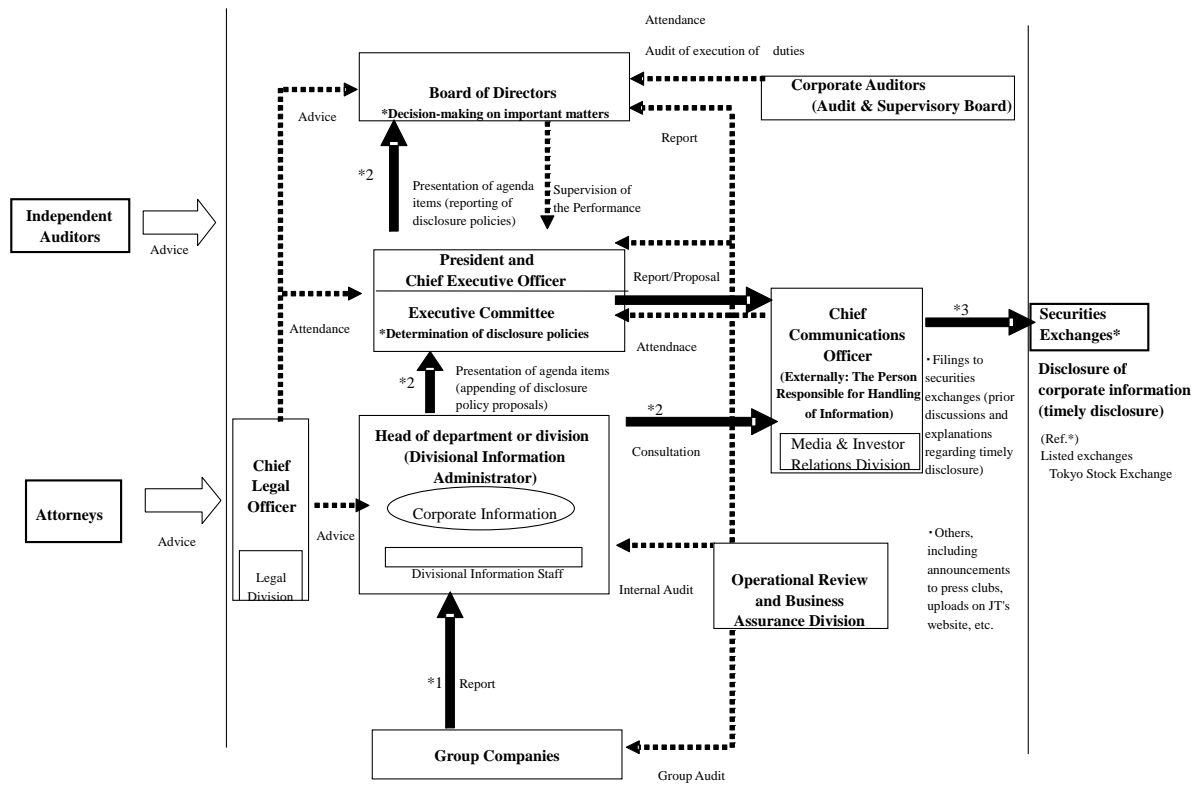 Attendance
Audit of execution of duties
Board of Directors
*Decision-making on important matters
Corporate Auditors
(Audit & Supervisory Board)
Advice
Report
*2
Presentation of agenda
items (reporting of
disclosure policies)
Supervision of
the Performance
Independent
Auditors
Advice
President and
Chief Executive Officer
Executive Committee
*Determination of disclosure policies
Report/Proposal
Attendance
Attendnace
*2
Presentation of agenda items
(appending of disclosure
policy proposals)
Chief
Communications
Officer
(Externally: The Person
Responsible for Handling
of Information)
Media & Investor
Relations Division
*3
・Filings to
securities
exchanges (prior
discussions and
explanations
regarding timely
disclosure)
Securities
Exchanges*
Disclosure of
corporate information
(timely disclosure)
(Ref.*)
Listed exchanges
Tokyo Stock Exchange
Head of department or division
(Divisional Information
Administrator)
Corporate Information
Divisional Information Staff
*2
Consultation
Chief
Legal
Officer
Legal
Division
Attorneys
Advice
Advice
Internal Audit
Operational Review
and Business
Assurance Division
・Others,
including
announcements
to press clubs,
uploads on JT's
website, etc.
*1
Report
Group Companies
Group Audit